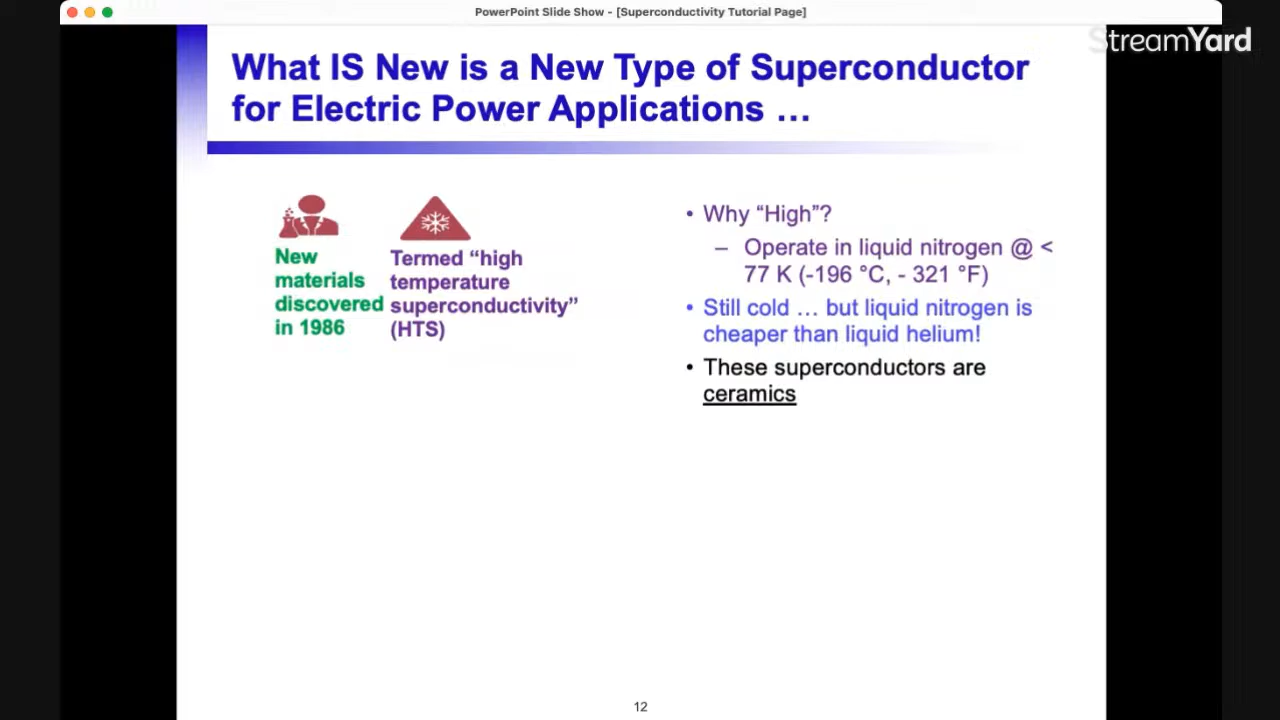 PowerPoint Slide Show - [Superconductivity Tutorial Page]
StreamYard
What IS New is a New Type of Superconductor
for Electric Power Applications …
New
materials
discovered
in 1986
Termed “high
temperature
superconductivity”
(HTS)
• Why “High”?
– Operate in liquid nitrogen @ <
77 K (-196 °C, - 321 °F)
• Still cold … but liquid nitrogen is
cheaper than liquid helium!
• These superconductors are
ceramics
12